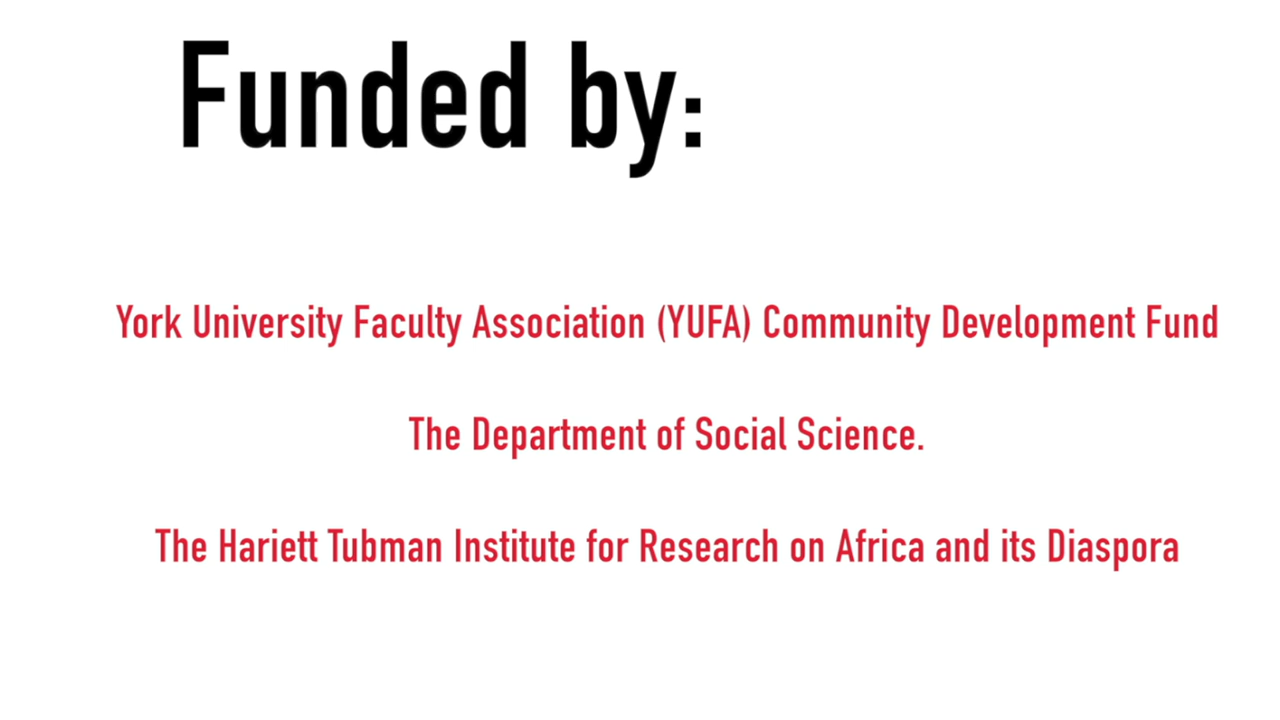 Funded by:
York University Faculty Association (YUFA) Community Development Fund
The Department of Social Science.
The Hariett Tubman Institute for Research on Africa and its Diaspora